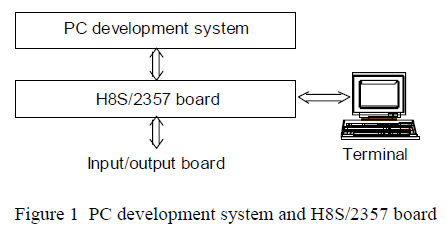 PC development system
H8S/2357 board
Terminal
Input/output board
Figure 1 PC development system and H8S/2357 board